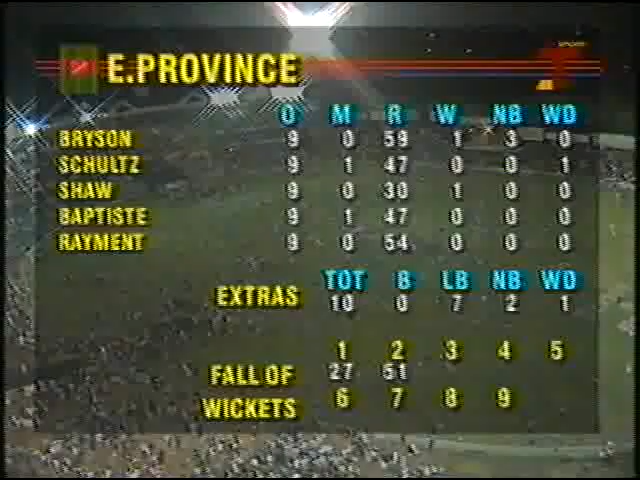 SPORT
E.PROVINCE
O M R W NB WD
BRYSON 9 0 59 1 3 0
SCHULTZ 9 1 47 0 0 1
SHAW 9 0 30 1 0 0
BAPTISTE 9 1 47 0 0 0
RAYMENT 9 0 54 0 0 0
TOT B LB NB WD
EXTRAS 10 0 7 2 1
1 2 3 4 5
FALL OF 27 51
WICKETS 6 7 8 9